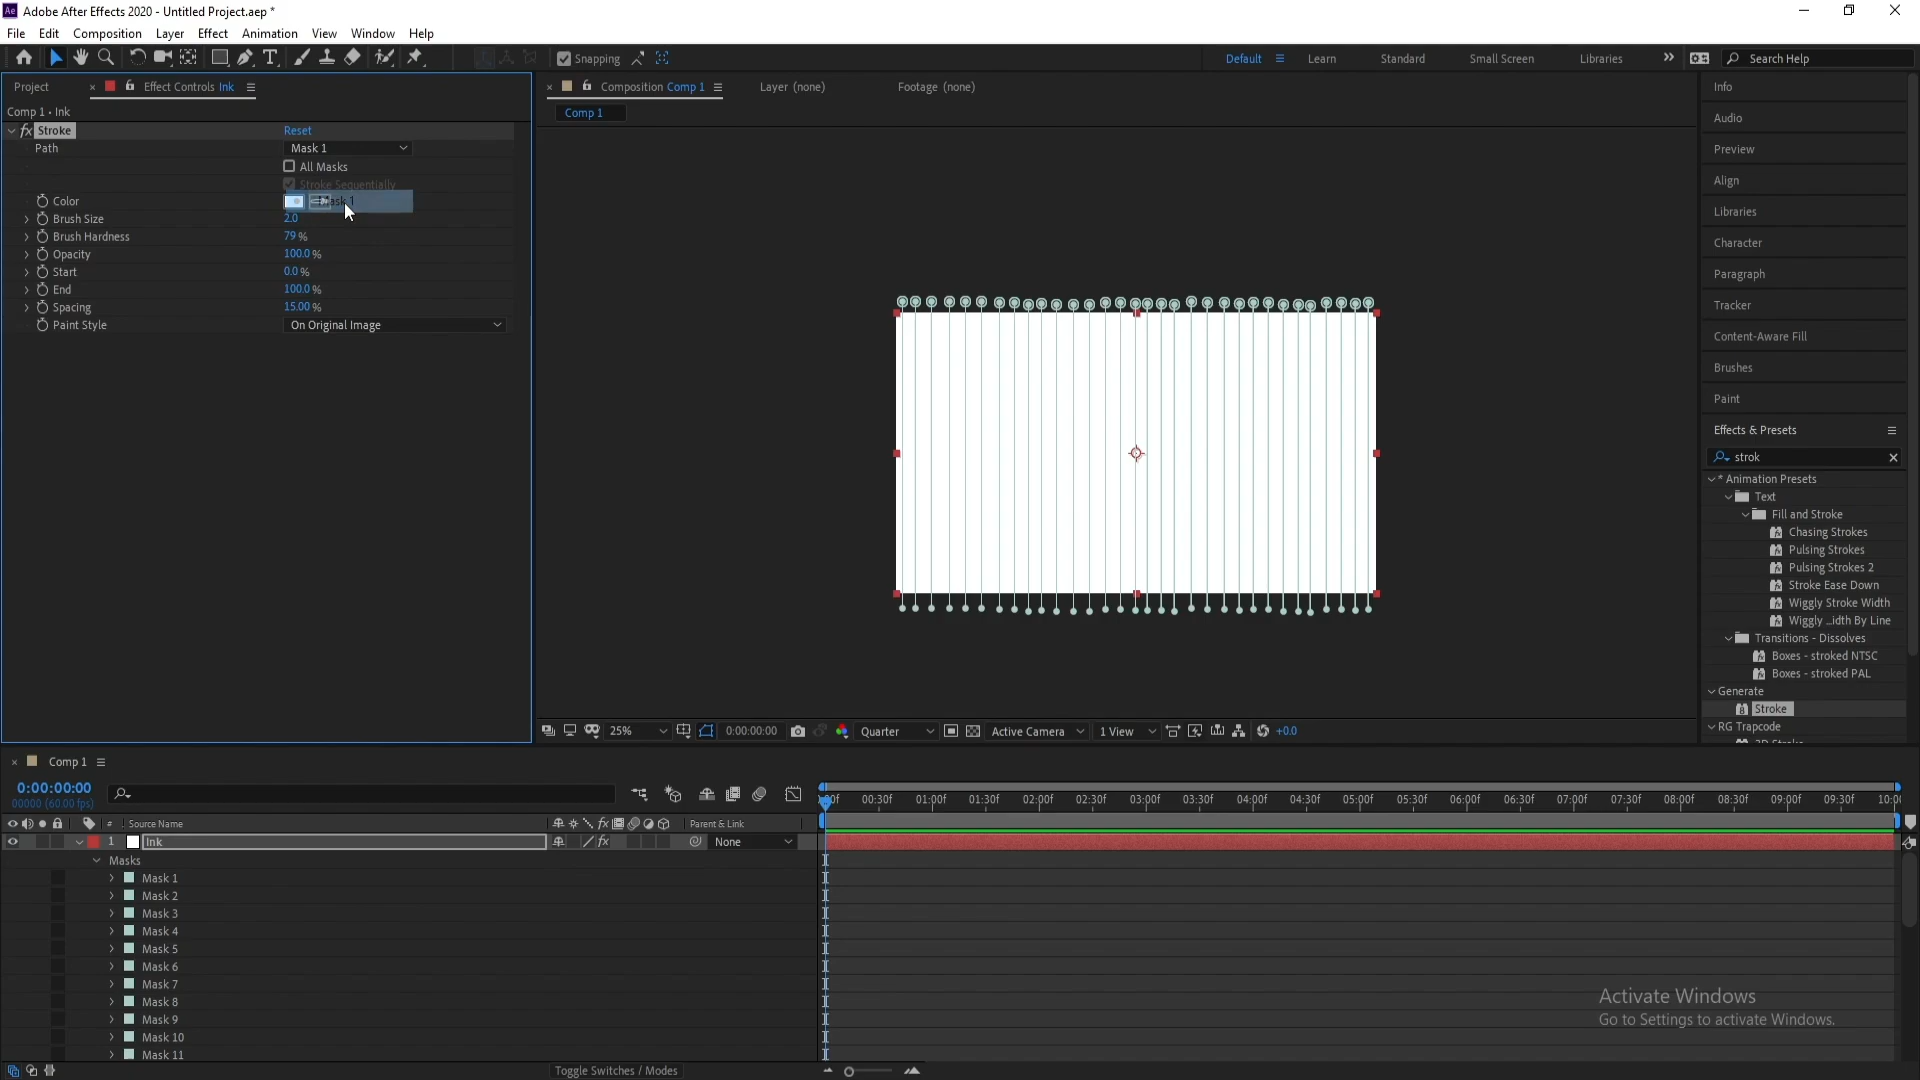 Ae Adobe After Effects 2020 - Untitled Project.aep *
File Edit Composition Layer Effect Animation View Window Help
Snapping Default Learn Standard Small Screen Libraries Search Help
Project Effect Controls Ink
Comp 1 • Ink
fx Stroke Reset
Path Mask 1
All Masks
Stroke Sequentially
Color
Brush Size 2.0
Brush Hardness 79 %
Opacity 100.0 %
Start 0.0 %
End 100.0 %
Spacing 15.00 %
Paint Style On Original Image
Composition Comp 1 Layer (none) Footage (none)
Comp 1
25% 0:00:00:00 Quarter Active Camera 1 View +0.0
Info
Audio
Preview
Align
Libraries
Character
Paragraph
Tracker
Content-Aware Fill
Brushes
Paint
Effects & Presets
strok
* Animation Presets
Text
Fill and Stroke
Chasing Strokes
Pulsing Strokes
Pulsing Strokes 2
Stroke Ease Down
Wiggly Stroke Width
Wiggly ...idth By Line
Transitions - Dissolves
Boxes - stroked NTSC
Boxes - stroked PAL
Generate
Stroke
RG Trapcode
Comp 1
0:00:00:00
00000 (60.00 fps)
00:30f 01:00f 01:30f 02:00f 02:30f 03:00f 03:30f 04:00f 04:30f 05:00f 05:30f 06:00f 06:30f 07:00f 07:30f 08:00f 08:30f 09:00f 09:30f
# Source Name fx Parent & Link
1 Ink fx None
Masks
Mask 1
Mask 2
Mask 3
Mask 4
Mask 5
Mask 6
Mask 7
Mask 8
Mask 9
Mask 10
Mask 11
Toggle Switches / Modes
Activate Windows
Go to Settings to activate Windows.